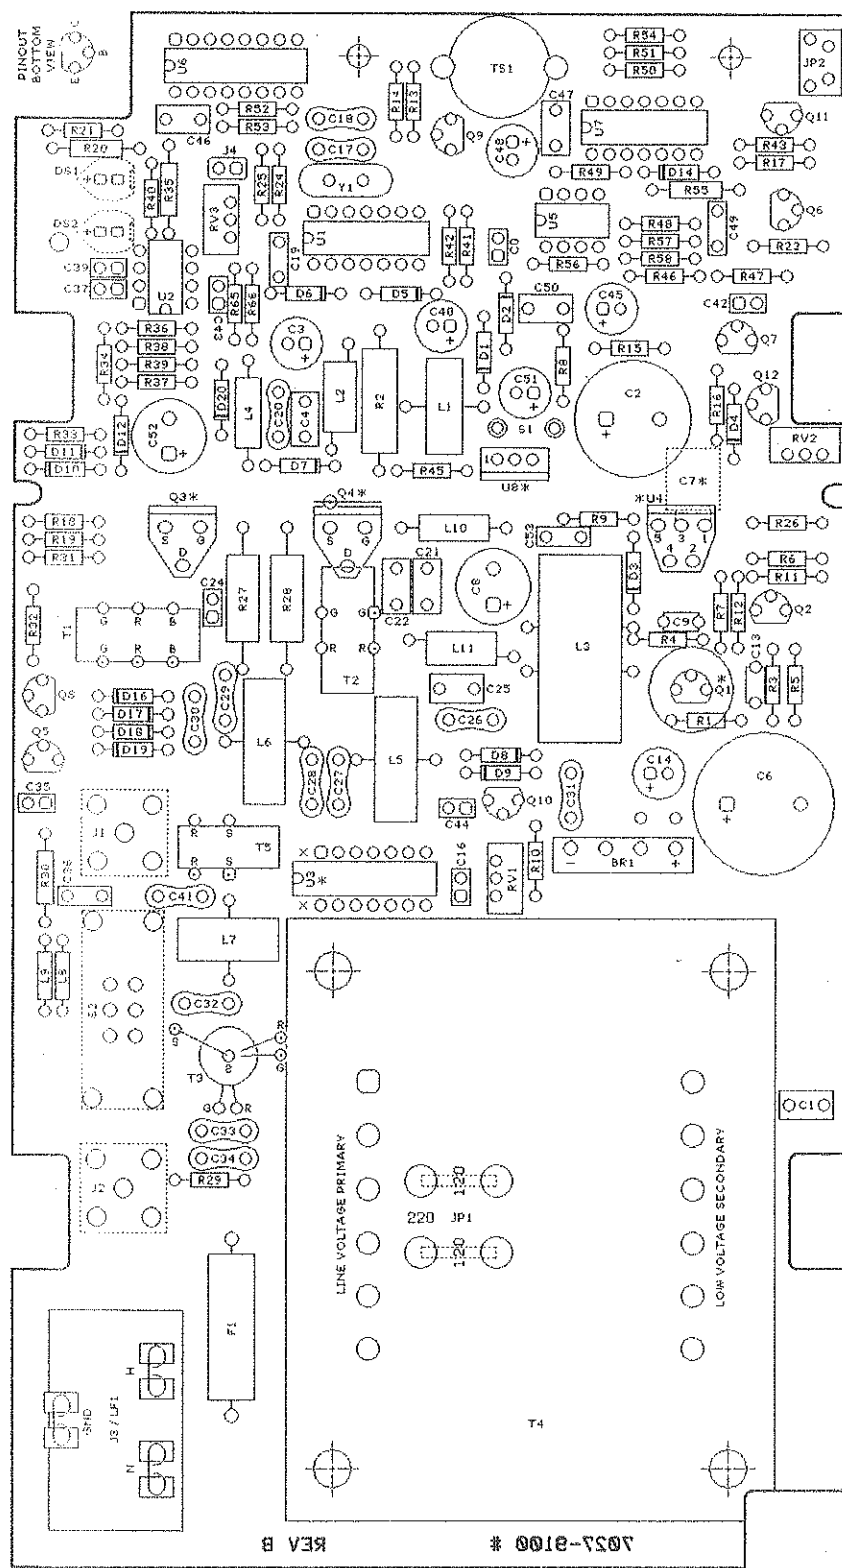 PINOUT
BOTTOM
VIEW
E
B
C
U6
R14
R13
TS1
R54
R51
R50
JP2
R52
R53
C46
C18
Q9
C48
C47
U7
Q11
R21
R20
J4
C17
R43
R17
DS1
R40
R35
R25
R24
Y1
R49
D14
R55
DS2
RV3
C19
U1
R42
R41
U5
R48
R57
R58
C49
Q6
R23
C39
C37
U2
R65
R66
D6
D5
D2
R56
R46
R47
C50
C45
C42
R36
R38
R39
R37
R34
C3
C40
D1
R8
R15
Q7
D20
L4
C20
C4
L2
R2
L1
C51
S1
C2
R16
D4
Q12
RV2
R33
D11
D10
D12
C52
D7
R45
U8*
C7*
Q3*
Q4*
*U4
S
G
D
S
G
D
5
3
1
4
2
R18
R19
R31
R32
L10
C53
R9
R26
R6
R11
C24
R27
R28
C22
C21
C8
D3
R7
R12
Q2
T1
G
R
B
G
R
B
G
G
R
R
T2
L11
L3
C9
R4
C13
R3
R5
Q8
D16
D17
D18
D19
C30
C29
C25
C26
Q1
*
R1
Q5
L6
C28
C27
L5
D8
D9
Q10
C31
C14
C6
C35
J1
C44
R
S
R
S
T5
U3*
X
X
C16
RV1
R10
-
BR1
+
R30
C36
C41
L9
L8
L7
S2
C32
S
R
S
G
T3
G
R
C33
C34
R29
J2
LINE VOLTAGE PRIMARY
220
JP1
120
120
LOW VOLTAGE SECONDARY
C1
F1
T4
H
J3 / LF1
GND
N
7027-9100 #
REV B